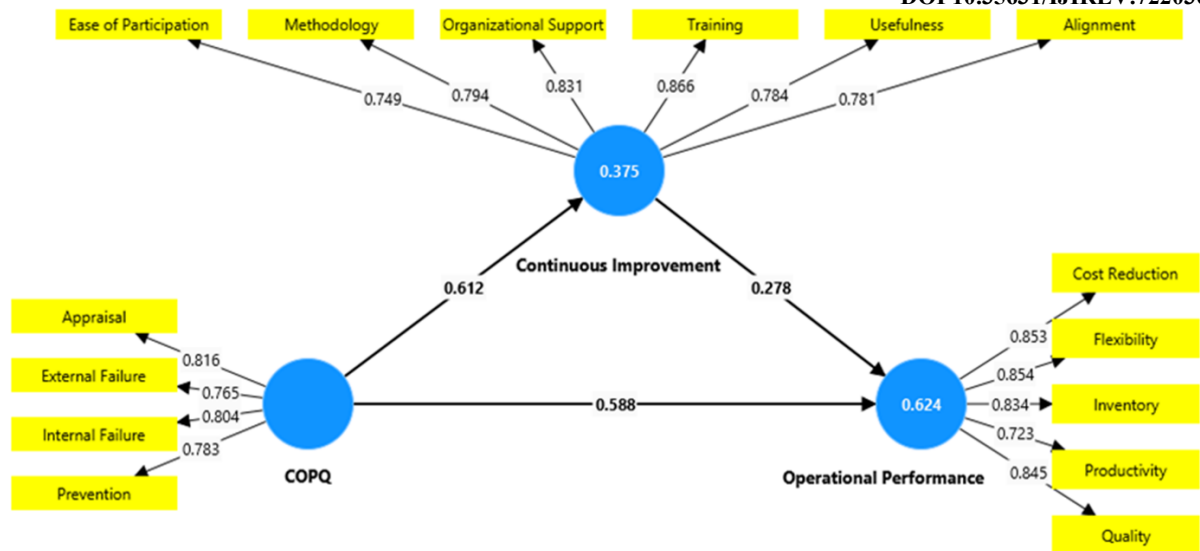 Ease of Participation
Methodology
Organizational Support
Training
Usefulness
Alignment
0.749
0.794
0.831
0.866
0.784
0.781
0.375
Continuous Improvement
0.612
0.278
Appraisal
External Failure
Internal Failure
Prevention
0.816
0.765
0.804
0.783
COPQ
0.588
0.624
Operational Performance
0.853
0.854
0.834
0.723
0.845
Cost Reduction
Flexibility
Inventory
Productivity
Quality